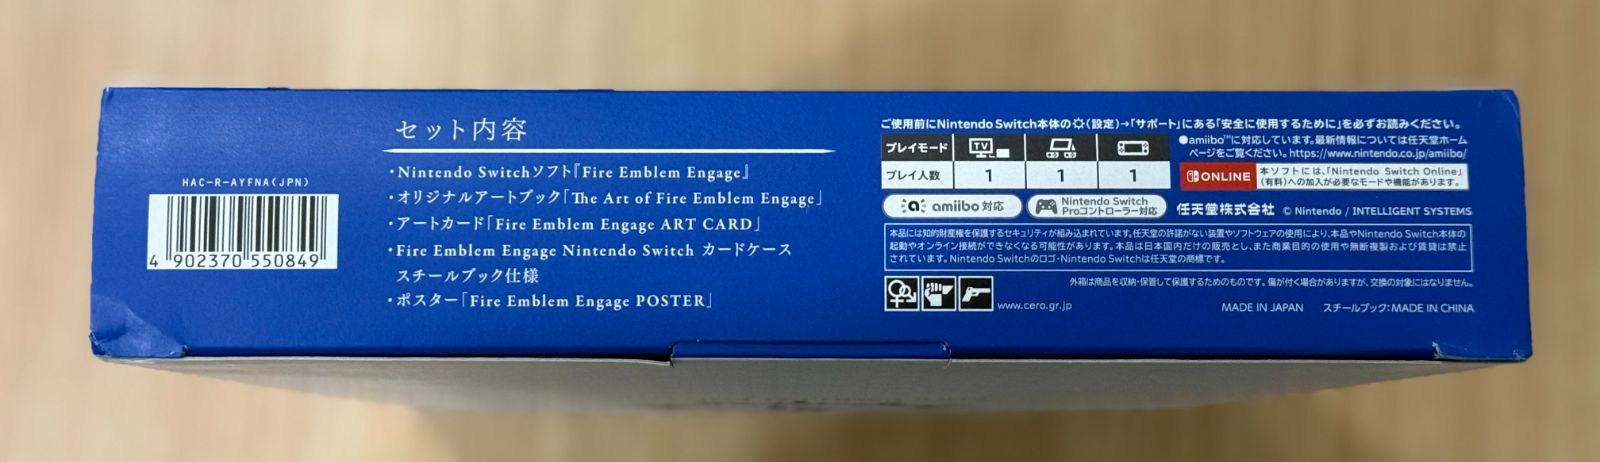 HAC-R-AYFNA(JPN)
4 902370 550849
セット内容
・Nintendo Switchソフト『Fire Emblem Engage』
・オリジナルアートブック「The Art of Fire Emblem Engage」
・アートカード「Fire Emblem Engage ART CARD」
・Fire Emblem Engage Nintendo Switch カードケース
スチールブック仕様
・ポスター「Fire Emblem Engage POSTER」
ご使用前にNintendo Switch本体の(設定)→「サポート」にある「安全に使用するために」を必ずお読みください。
プレイモード TV
プレイ人数 1 1 1
●amiibo™に対応しています。最新情報については任天堂ホーム
ページをご覧ください。https://www.nintendo.co.jp/amiibo/
ONLINE 本ソフトには、「Nintendo Switch Online」
(有料)への加入が必要なモードや機能があります。
amiibo 対応
Nintendo Switch
Proコントローラー対応
任天堂株式会社 © Nintendo / INTELLIGENT SYSTEMS
本品には知的財産権を保護するセキュリティが組み込まれています。任天堂の許諾がない装置やソフトウェアの使用により、本品やNintendo Switch本体の
起動やオンライン接続ができなくなる可能性があります。本品は日本国内だけの販売とし、また商業目的の使用や無断複製および賃貸は禁止
されています。Nintendo Switchのロゴ・Nintendo Switchは任天堂の商標です。
外箱は商品を収納・保管して保護するためのものです。傷が付く場合がありますが、交換の対象にはなりません。
www.cero.gr.jp
MADE IN JAPAN スチールブック:MADE IN CHINA